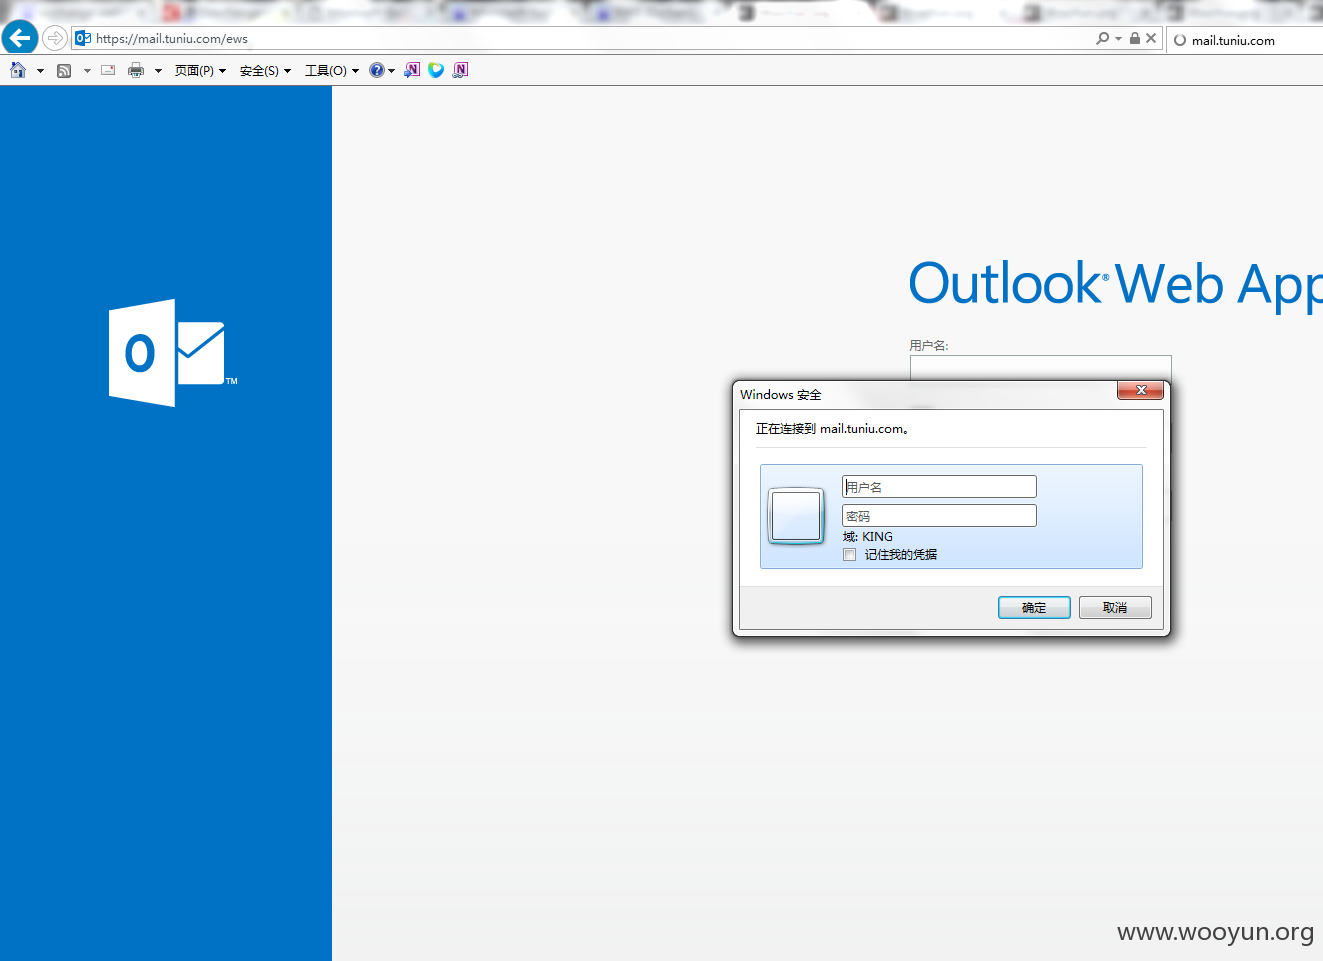 https://mail.tuniu.com/ews
mail.tuniu.com
页面(P)
安全(S)
工具(O)
Outlook® Web App
O
TM
用户名:
Windows 安全
正在连接到 mail.tuniu.com。
用户名
密码
域: KING
记住我的凭据
确定
取消
www.wooyun.org